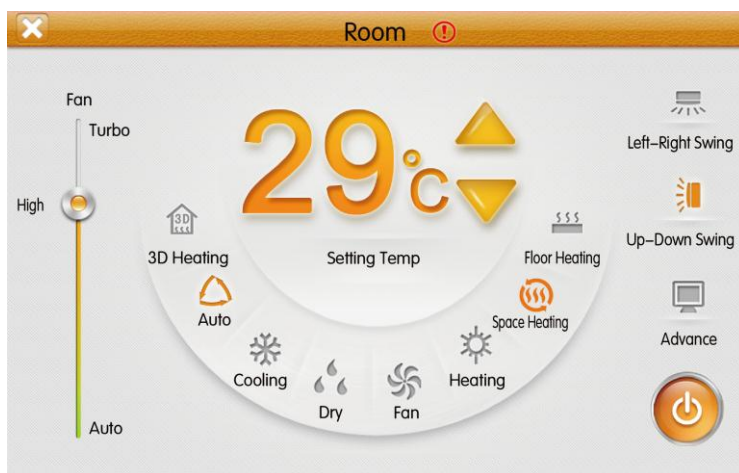 Room
Fan
Turbo
High
Auto
29°C
Setting Temp
3D
3D Heating
Auto
Cooling
Dry
Fan
Heating
Space Heating
Floor Heating
Left-Right Swing
Up-Down Swing
Advance